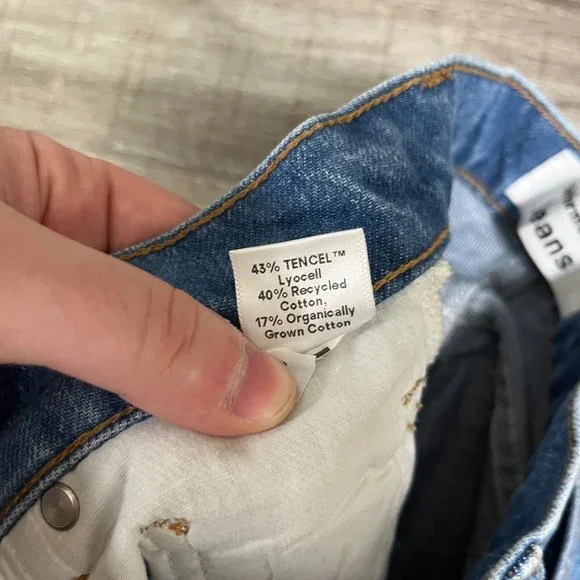 43% TENCEL™
Lyocell
40% Recycled
Cotton,
17% Organically
Grown Cotton